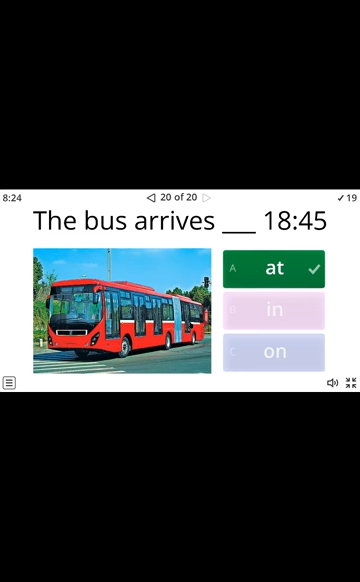 8:24
20 of 20
✓ 19
The bus arrives ___ 18:45
A at
B in
C on